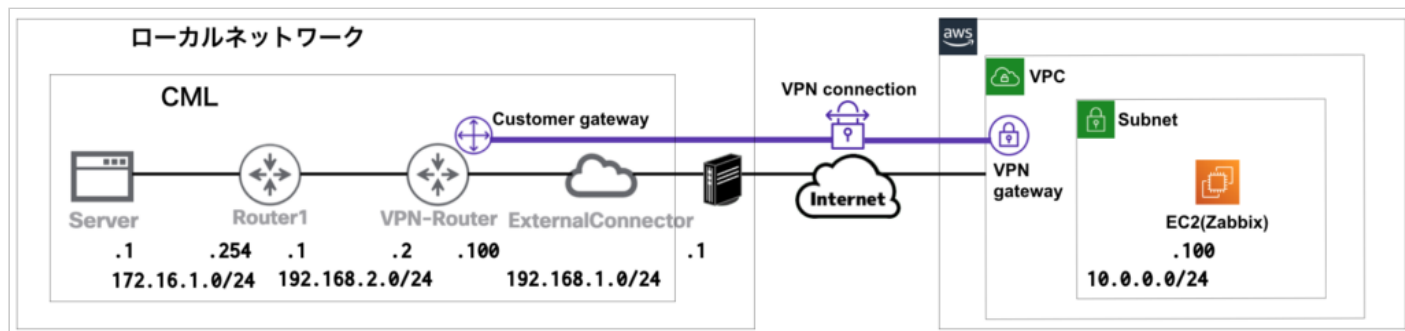 ローカルネットワーク
aws
CML
VPN connection
VPC
Customer gateway
Subnet
Server
Router1
VPN-Router
ExternalConnector
Internet
VPN
gateway
EC2(Zabbix)
.1
.254
.1
.2
.100
.1
.100
172.16.1.0/24
192.168.2.0/24
192.168.1.0/24
10.0.0.0/24